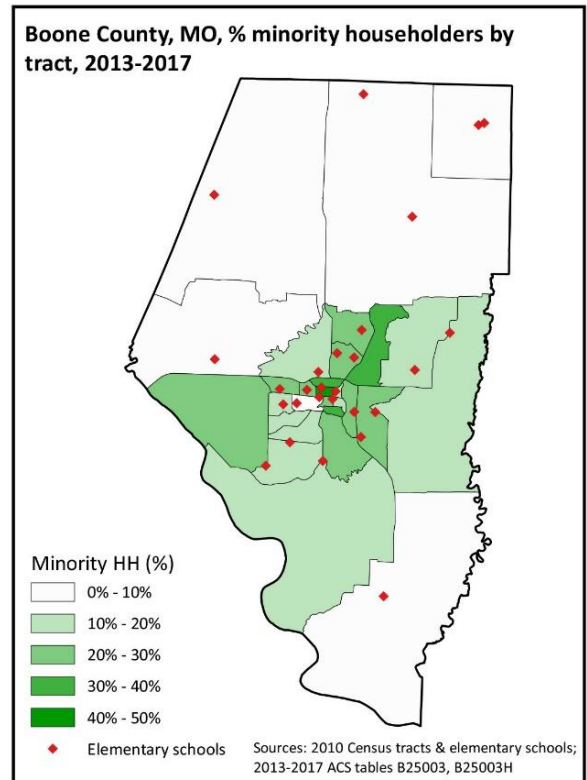 Boone County, MO, % minority householders by
tract, 2013-2017
Minority HH (%)
0% - 10%
10% - 20%
20% - 30%
30% - 40%
40% - 50%
Elementary schools
Sources: 2010 Census tracts & elementary schools;
2013-2017 ACS tables B25003, B25003H